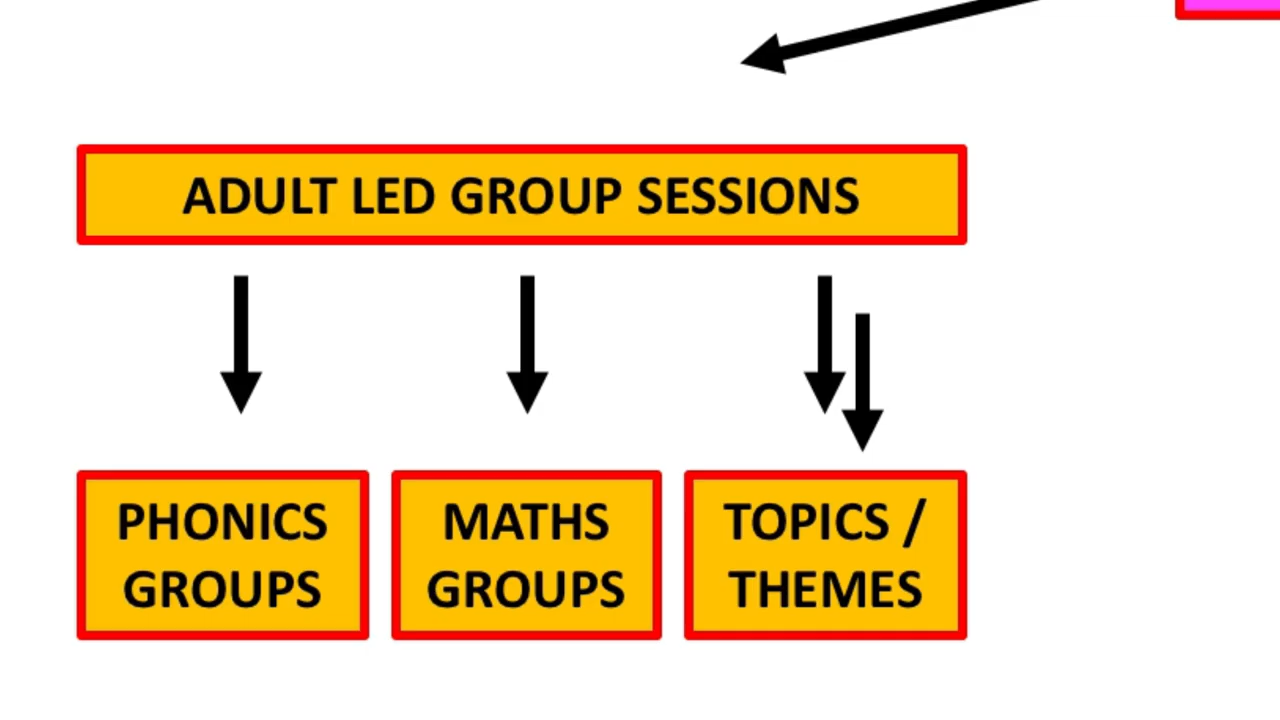 ADULT LED GROUP SESSIONS
PHONICS
GROUPS
MATHS
GROUPS
TOPICS /
THEMES